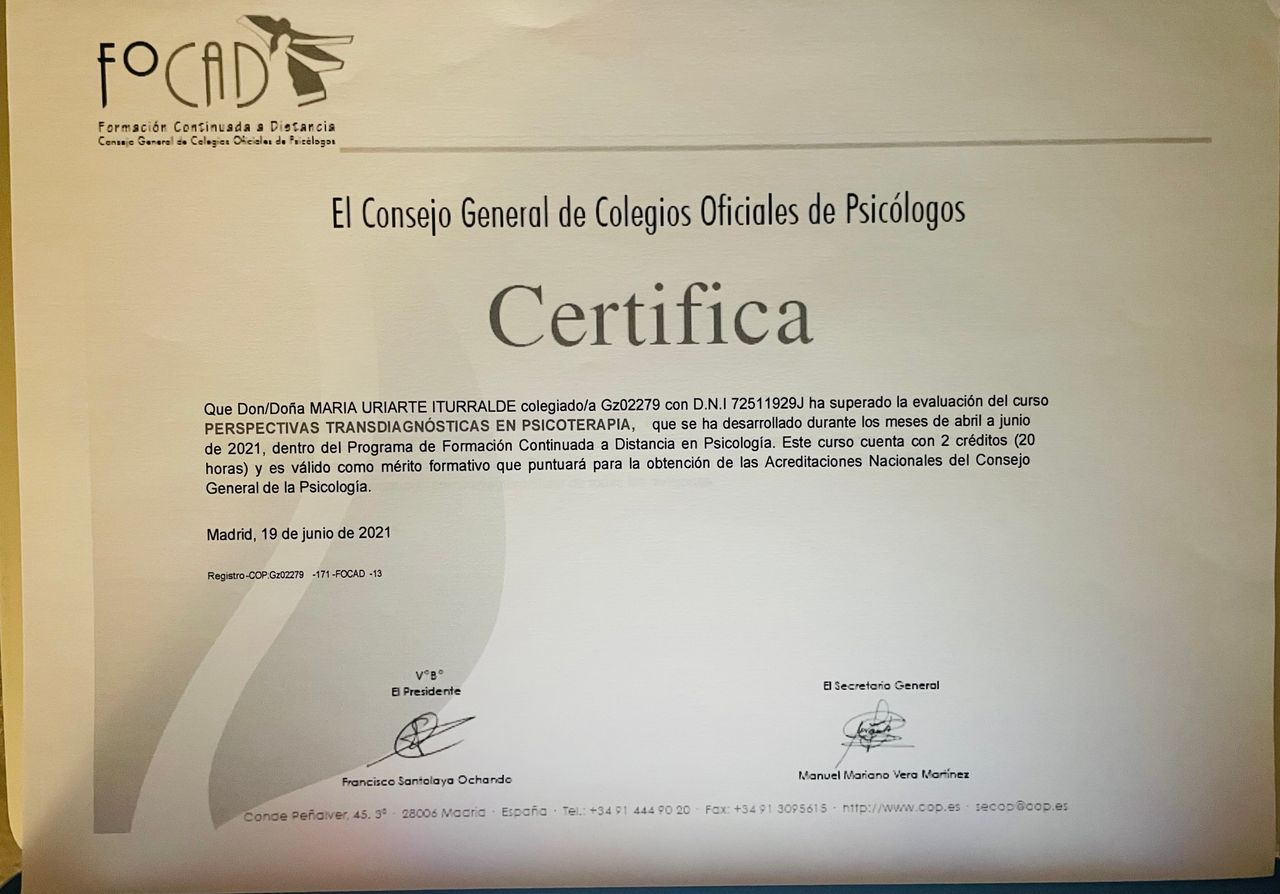 FOCAD
Formación Continuada a Distancia
Consejo General de Colegios Oficiales de Psicólogos
El Consejo General de Colegios Oficiales de Psicólogos
Certifica
Que Don/Doña MARIA URIARTE ITURRALDE colegiado/a Gz02279 con D.N.I 72511929J ha superado la evaluación del curso
PERSPECTIVAS TRANSDIAGNÓSTICAS EN PSICOTERAPIA, que se ha desarrollado durante los meses de abril a junio
de 2021, dentro del Programa de Formación Continuada a Distancia en Psicología. Este curso cuenta con 2 créditos (20
horas) y es válido como mérito formativo que puntuará para la obtención de las Acreditaciones Nacionales del Consejo
General de la Psicología.
Madrid, 19 de junio de 2021
Registro-COP:Gz02279 -171 -FOCAD -13
VºBº
El Presidente
El Secretario General
Francisco Santolaya Ochando
Manuel Mariano Vera Martínez
Conde Peñalver, 45, 3º · 28006 Madrid · España · Tel.: +34 91 444 90 20 · Fax: +34 91 3095615 · http://www.cop.es · secop@cop.es